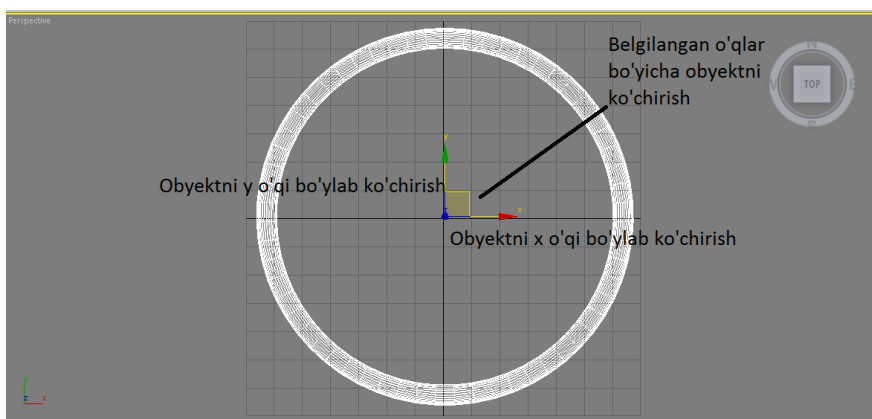 Perspective
Belgilangan o'qlar
bo'yicha obyektni
ko'chirish
N
TOP
W
E
S
y
Obyektni y o'qi bo'ylab ko'chirish
z
x
Obyektni x o'qi bo'ylab ko'chirish
y
z
x